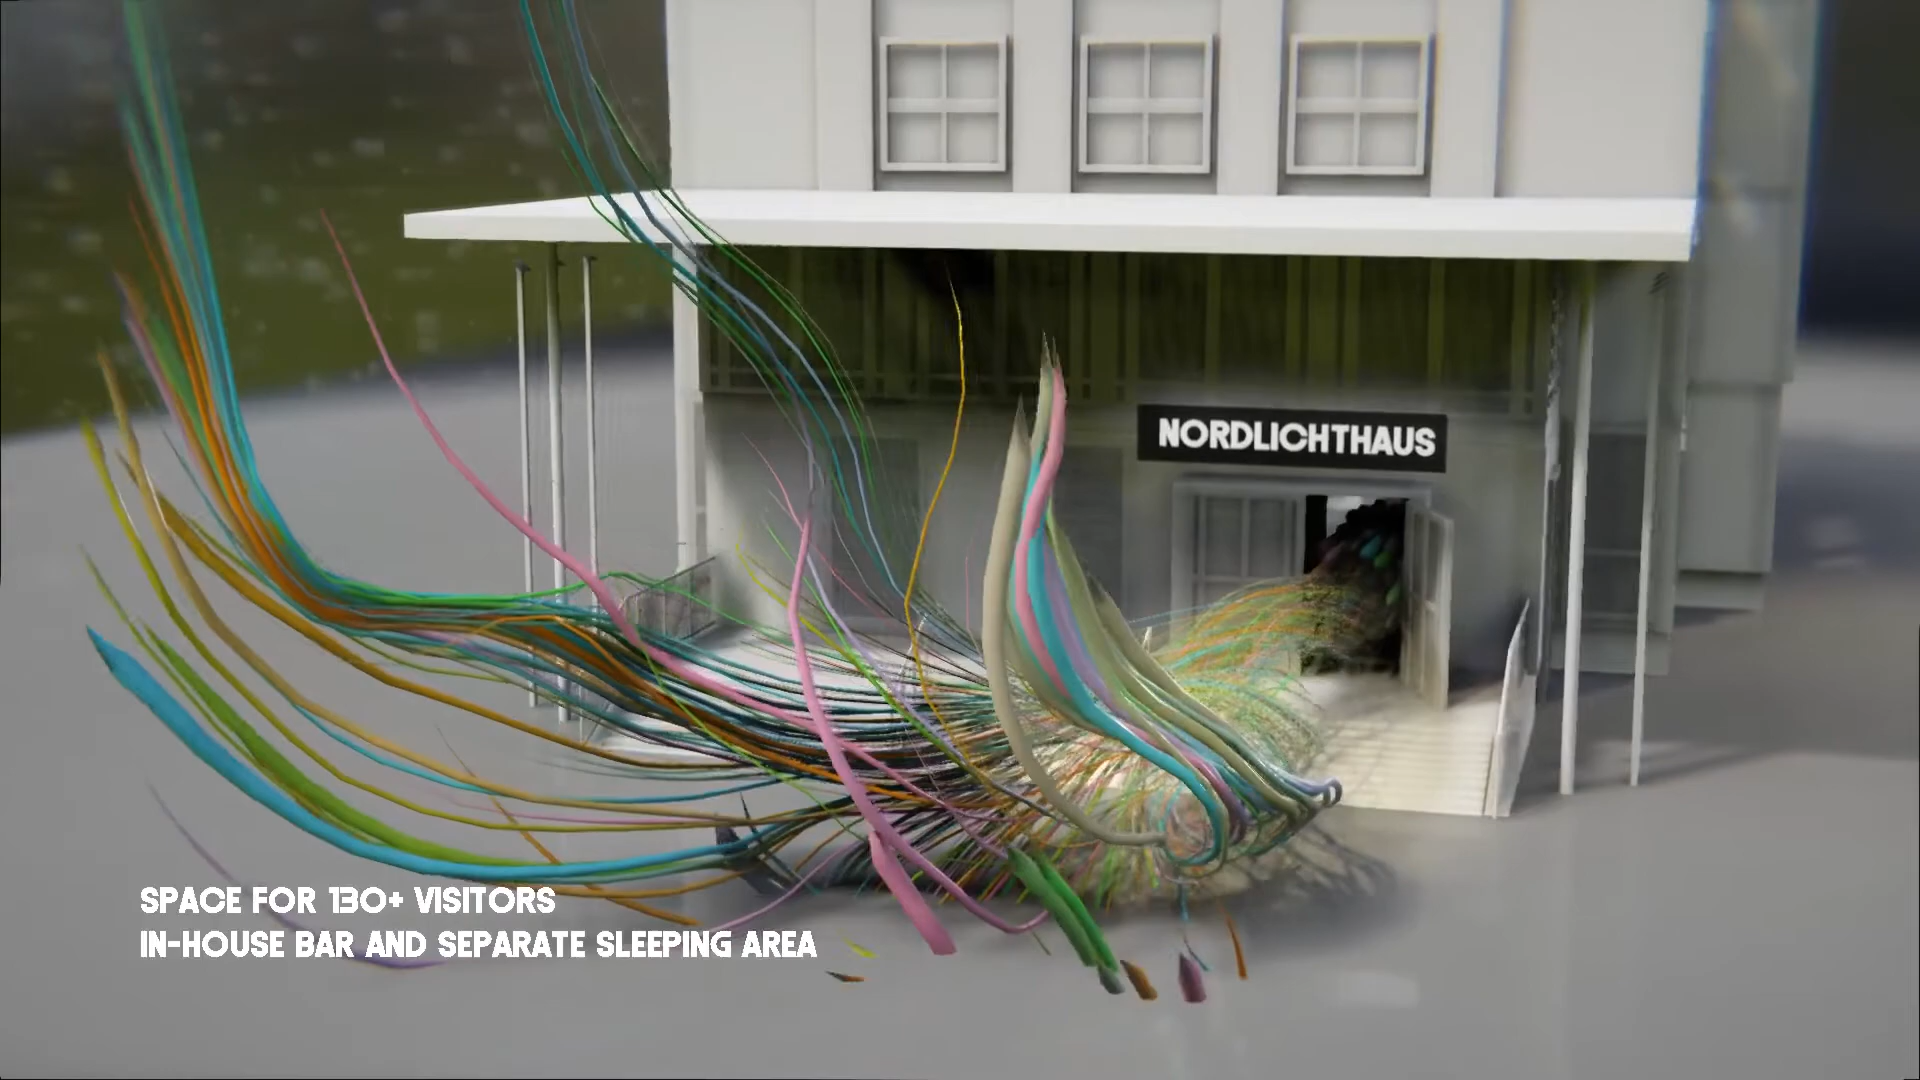 NORDLICHTHAUS
SPACE FOR 130+ VISITORS
IN-HOUSE BAR AND SEPARATE SLEEPING AREA